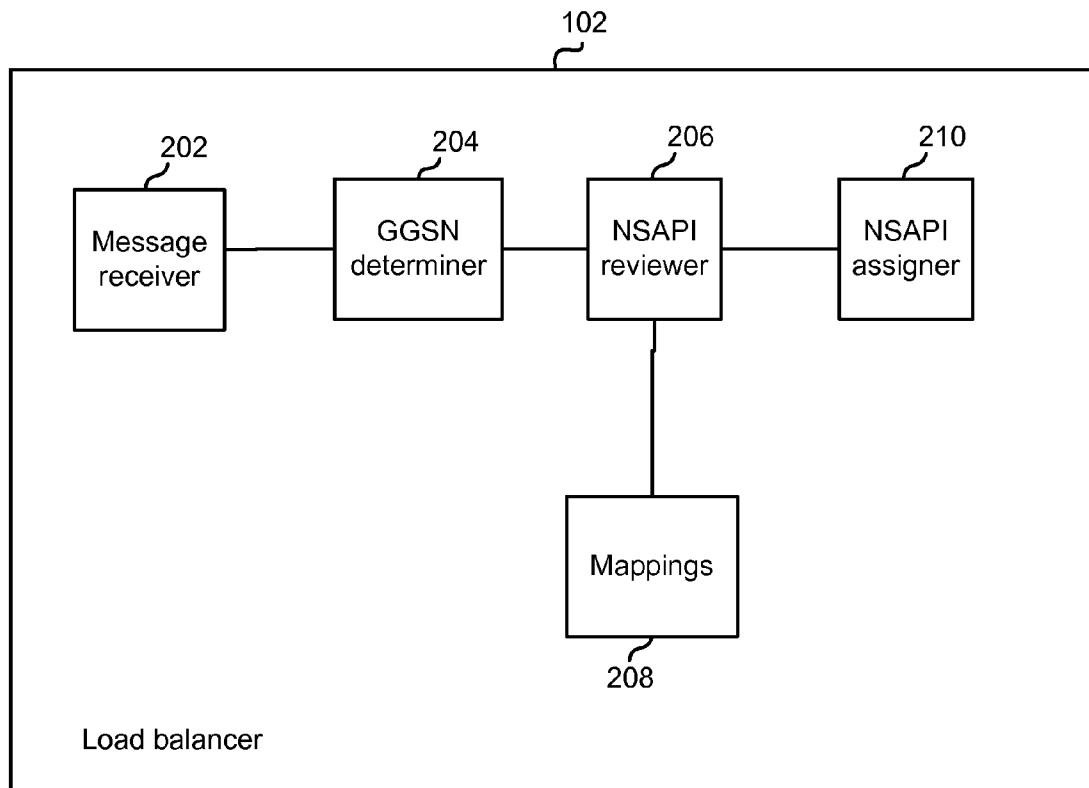 102
202
204
206
210
Message
receiver
GGSN
determiner
NSAPI
reviewer
NSAPI
assigner
Mappings
208
Load balancer